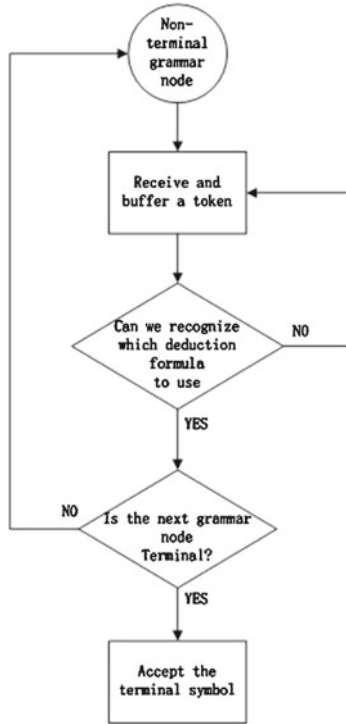 Non-
terminal
grammar
node
Receive and
buffer a token
Can we recognize
which deduction
formula
to use
NO
YES
Is the next grammar
node
Terminal?
NO
YES
Accept the
terminal symbol